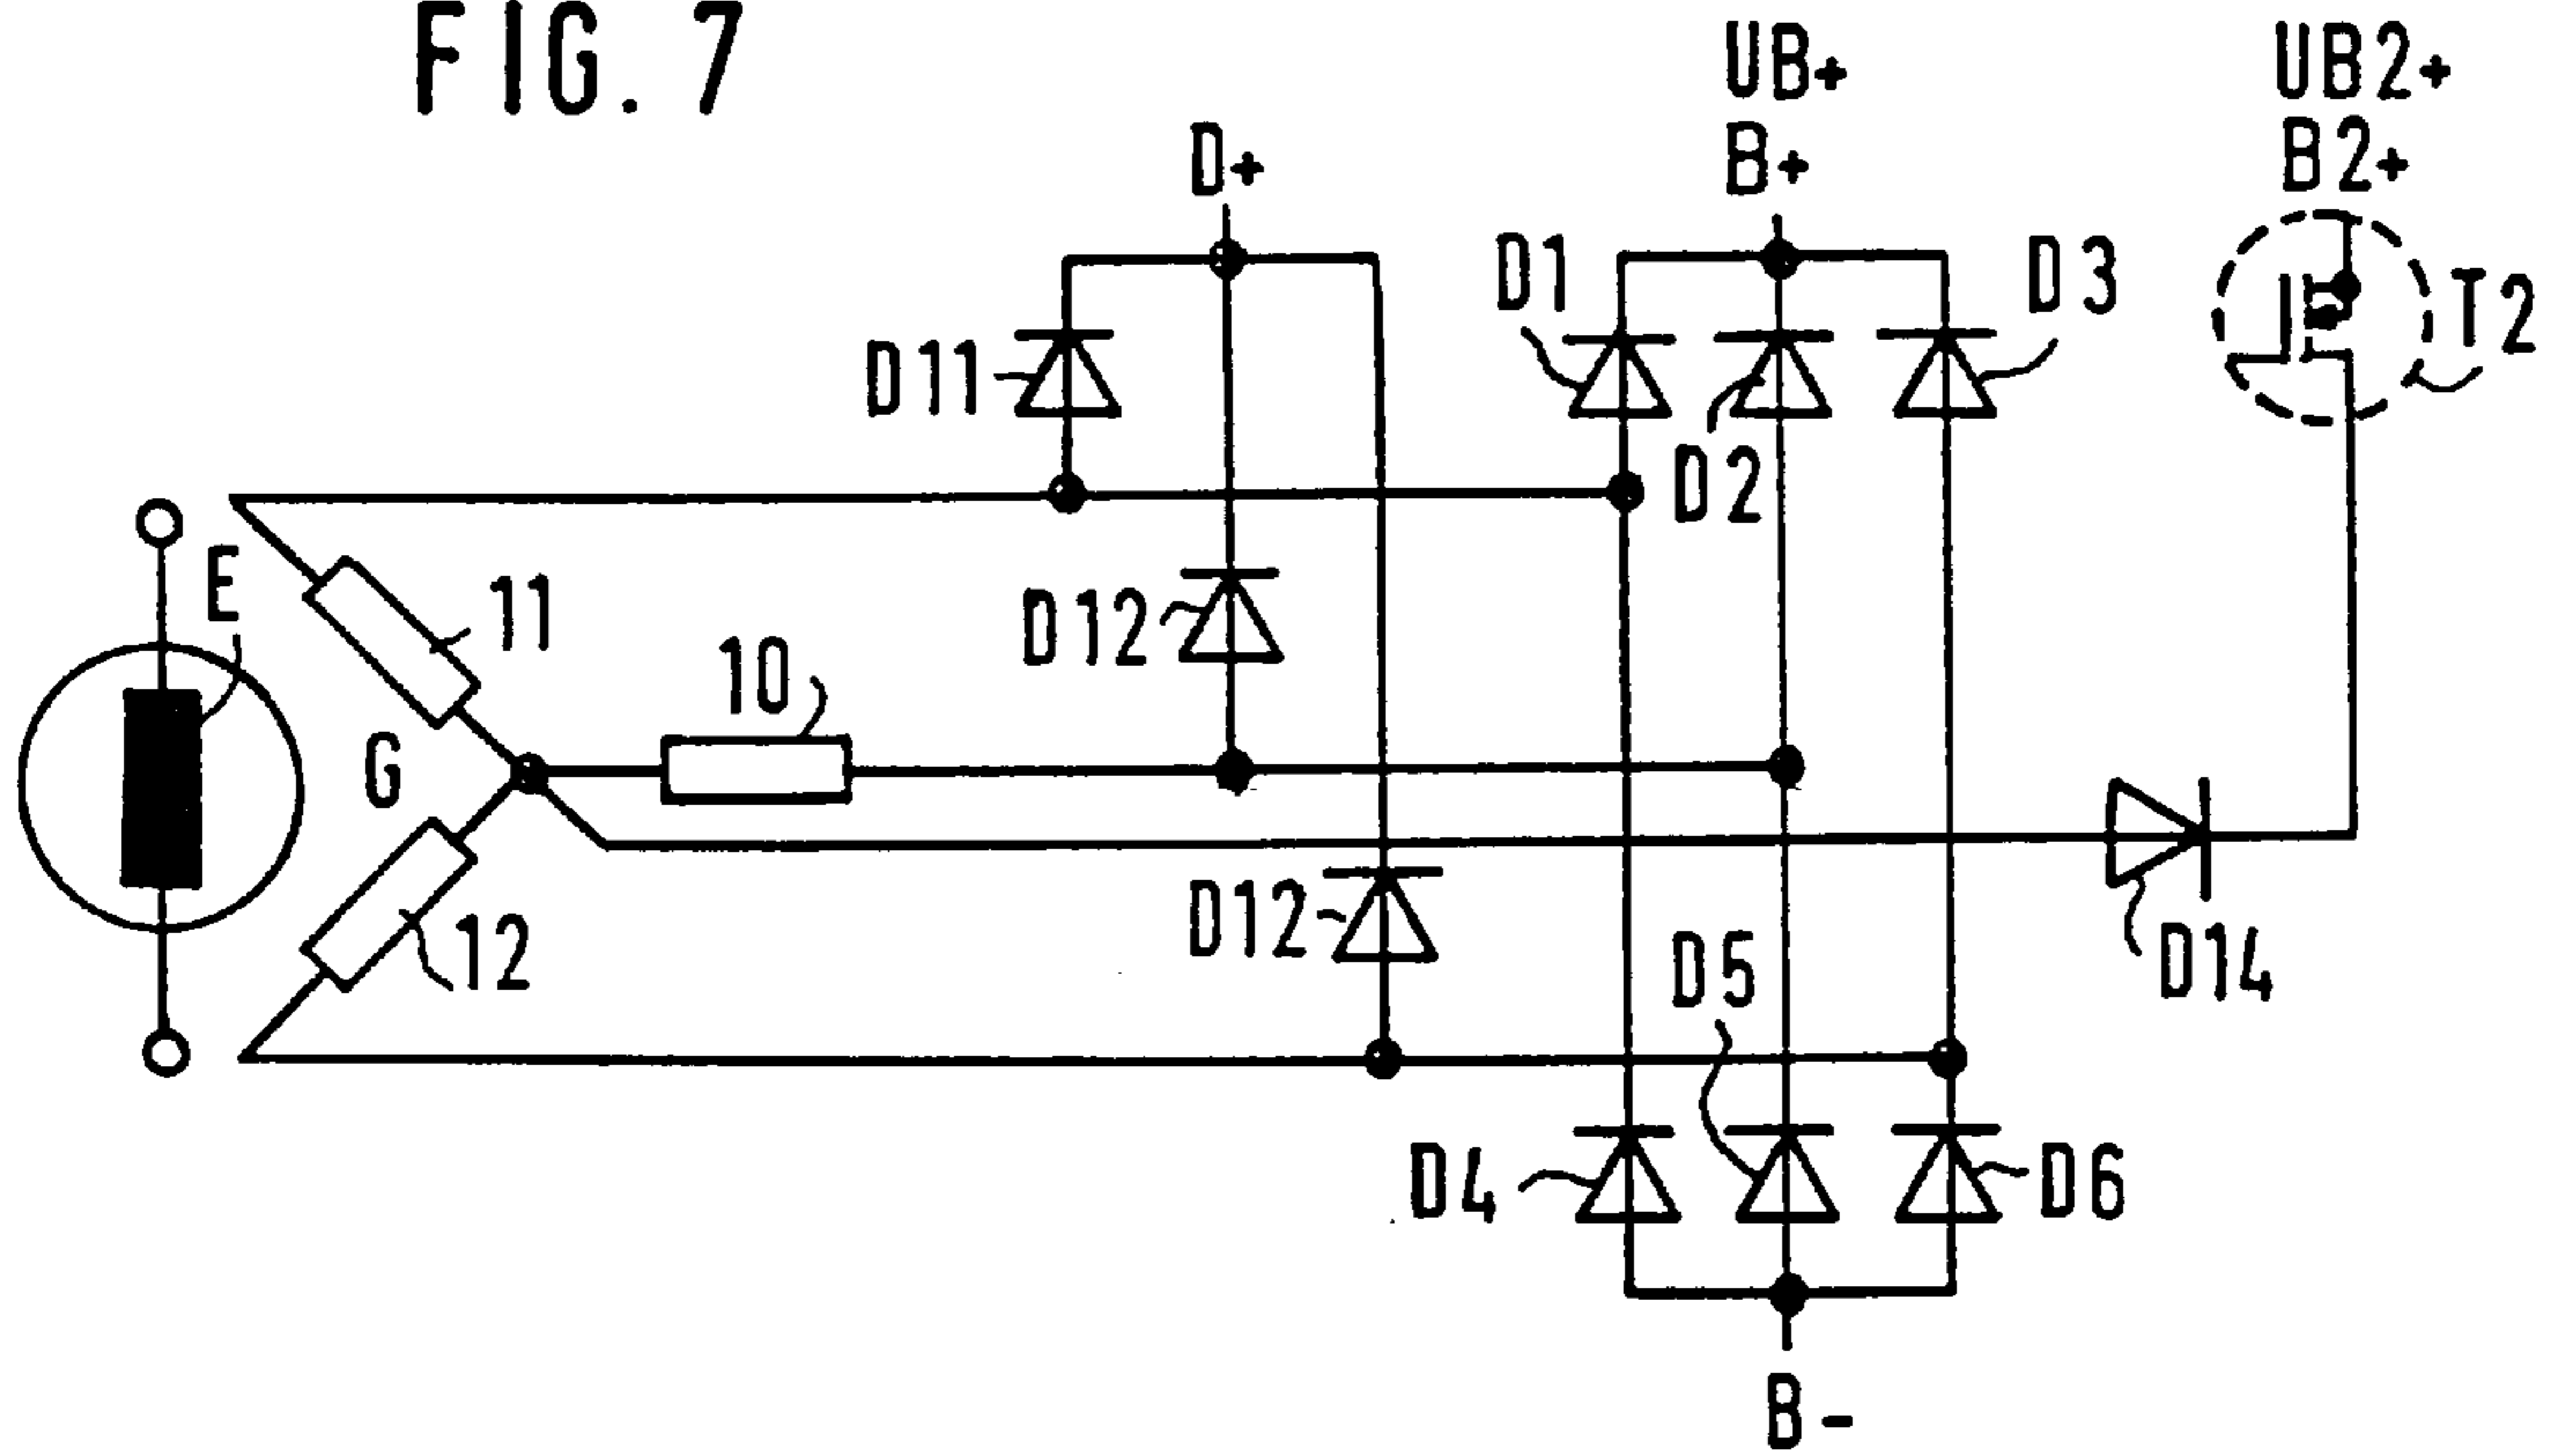 FIG. 7
UB+
UB2+
D+
B+
B2+
D1
D3
T2
D11
D2
E
11
D12
10
G
D12
12
D5
D14
D4
D6
B-